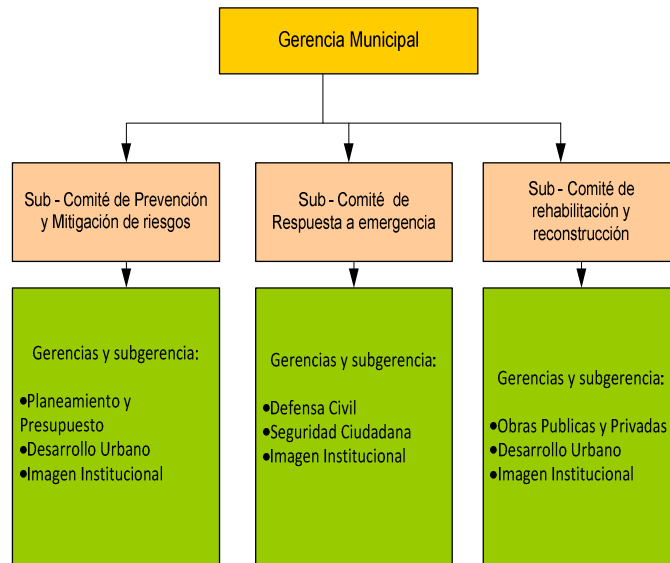 Gerencia Municipal
Sub - Comité de Prevención
y Mitigación de riesgos
Sub - Comité de
Respuesta a emergencia
Sub - Comité de
rehabilitación y
reconstrucción
Gerencias y subgerencia:
•Planeamiento y
Presupuesto
•Desarrollo Urbano
•Imagen Institucional
Gerencias y subgerencia:
•Defensa Civil
•Seguridad Ciudadana
•Imagen Institucional
Gerencias y subgerencia:
•Obras Publicas y Privadas
•Desarrollo Urbano
•Imagen Institucional